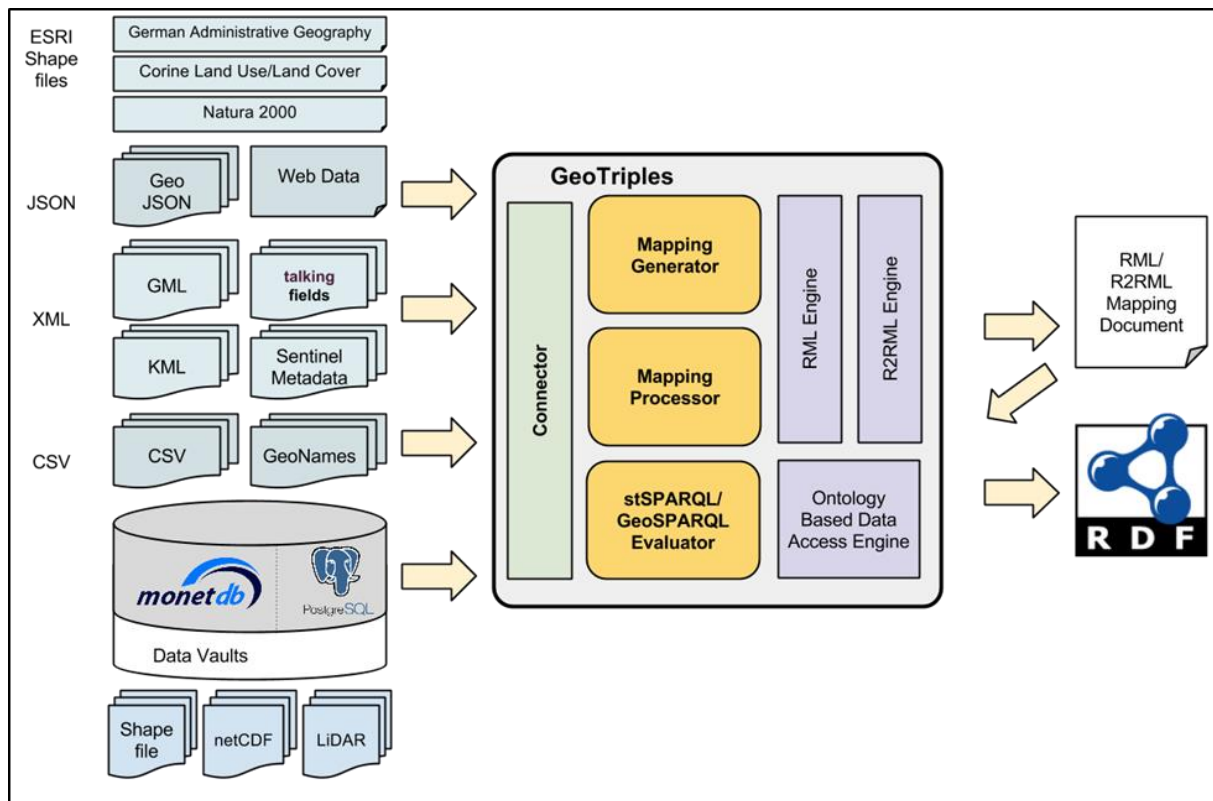 ESRI
Shape
files
German Administrative Geography
Corine Land Use/Land Cover
Natura 2000
JSON
Geo
JSON
Web Data
XML
GML
talking
fields
KML
Sentinel
Metadata
CSV
CSV
GeoNames
monetdb
PostgreSQL
Data Vaults
Shape
file
netCDF
LiDAR
GeoTriples
Connector
Mapping
Generator
Mapping
Processor
stSPARQL/
GeoSPARQL
Evaluator
RML Engine
R2RML Engine
Ontology
Based Data
Access Engine
RML/
R2RML
Mapping
Document
RDF